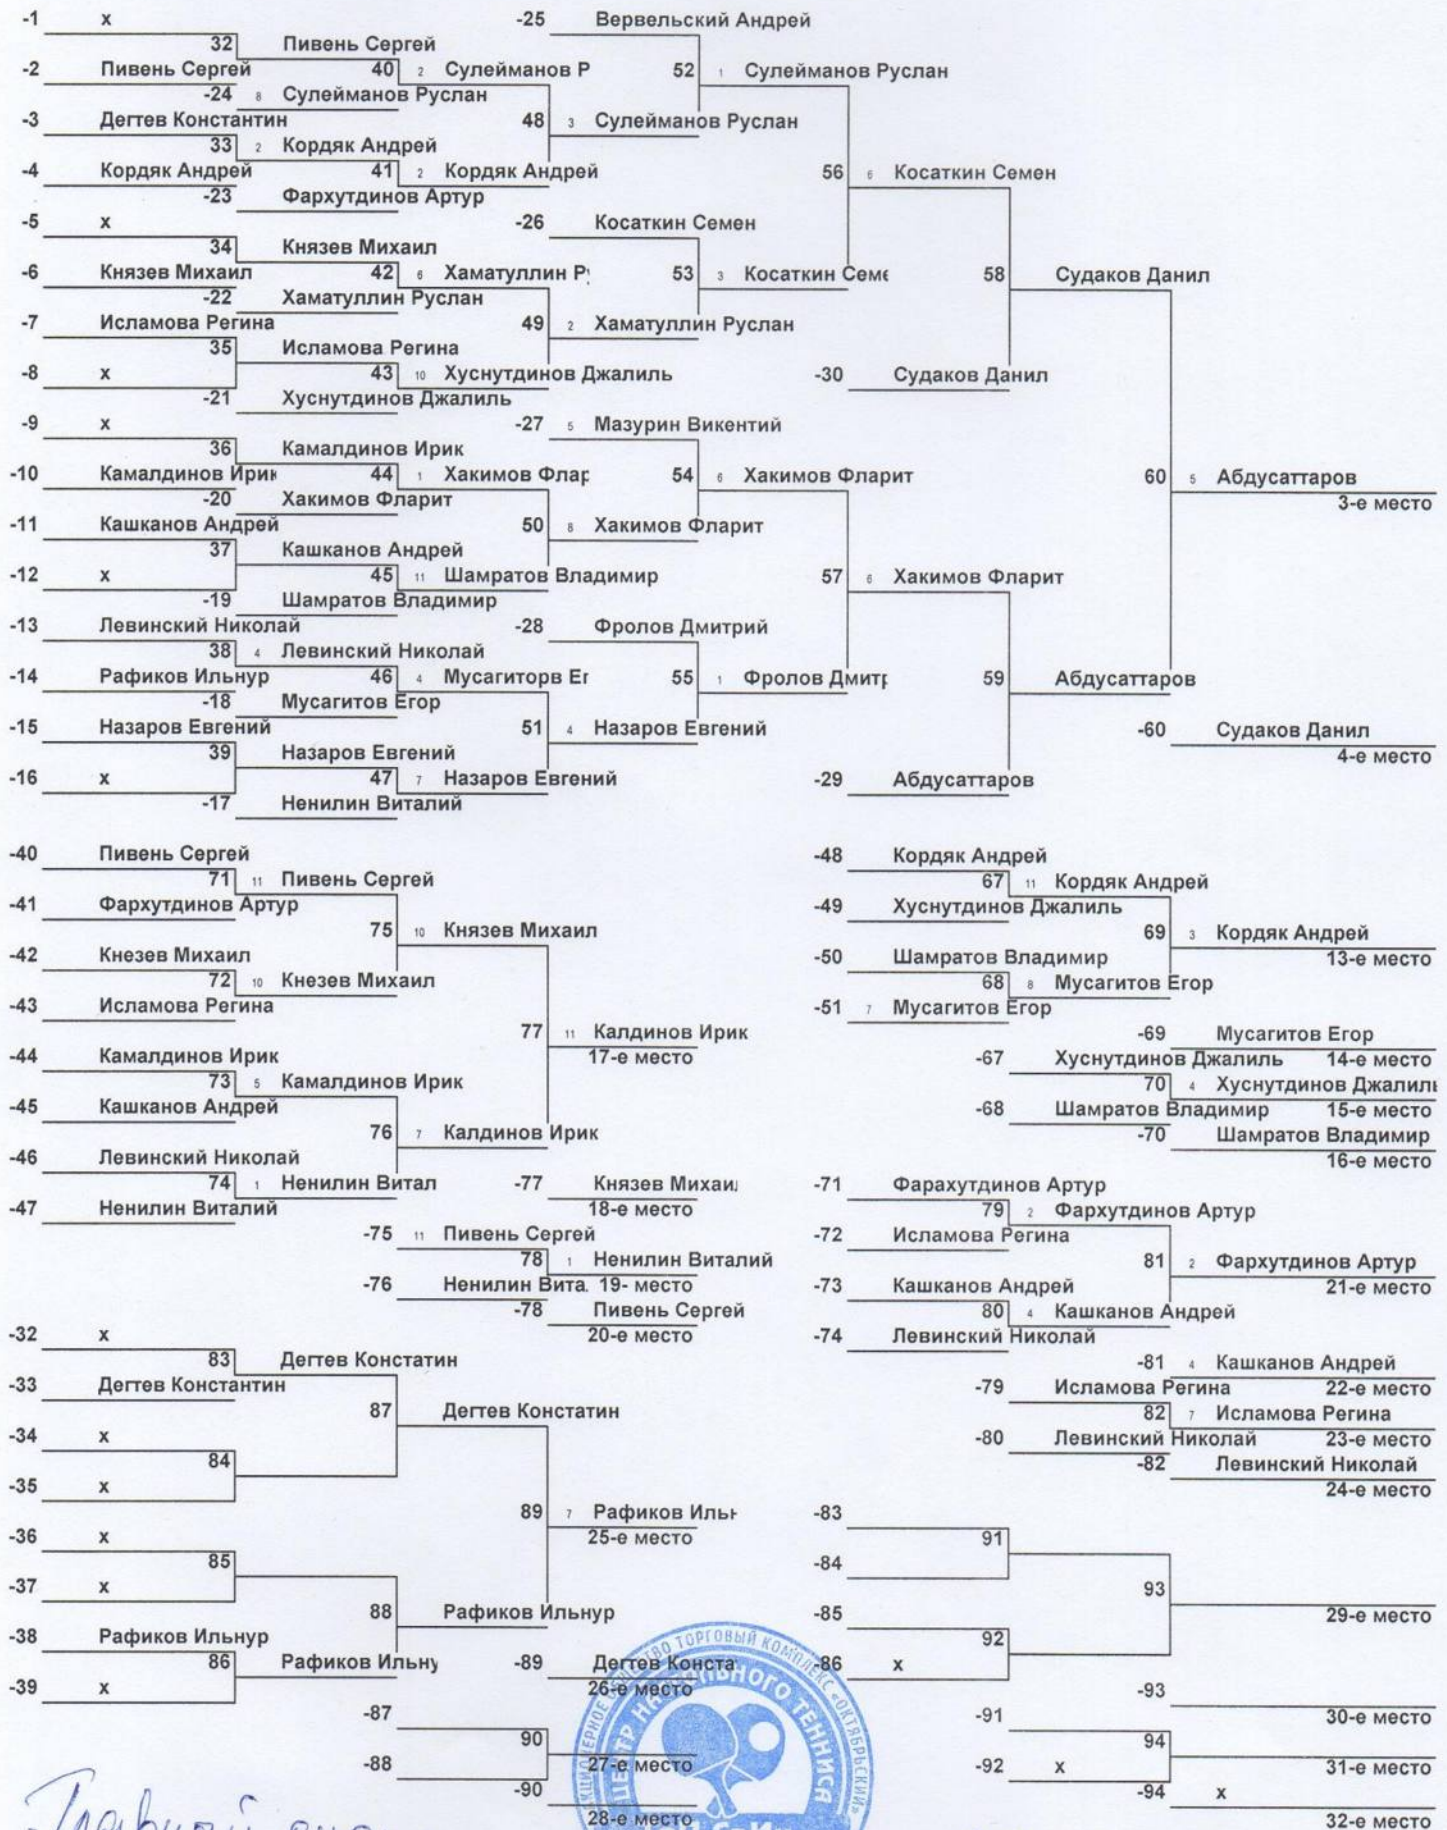 -1 x -25 Вервельский Андрей
32 Пивень Сергей
-2 Пивень Сергей 40 2 Сулейманов Р 52 1 Сулейманов Руслан
-24 8 Сулейманов Руслан
-3 Дегтев Константин 48 3 Сулейманов Руслан
33 2 Кордяк Андрей
-4 Кордяк Андрей 41 2 Кордяк Андрей 56 6 Косаткин Семен
-23 Фархутдинов Артур
-5 x -26 Косаткин Семен
34 Князев Михаил
-6 Князев Михаил 42 6 Хаматуллин Р 53 3 Косаткин Семе 58 Судаков Данил
-22 Хаматуллин Руслан
-7 Исламова Регина 49 2 Хаматуллин Руслан
35 Исламова Регина
-8 x 43 10 Хуснутдинов Джалиль -30 Судаков Данил
-21 Хуснутдинов Джалиль
-9 x -27 5 Мазурин Викентий
36 Камалдинов Ирик
-10 Камалдинов Ирик 44 1 Хакимов Флар 54 6 Хакимов Фларит 60 5 Абдусаттаров
-20 Хакимов Фларит 3-е место
-11 Кашканов Андрей 50 8 Хакимов Фларит
37 Кашканов Андрей
-12 x 45 11 Шамратов Владимир 57 6 Хакимов Фларит
-19 Шамратов Владимир
-13 Левинский Николай -28 Фролов Дмитрий
38 4 Левинский Николай
-14 Рафиков Ильнур 46 4 Мусагиторв Ег 55 1 Фролов Дмитр 59 Абдусаттаров
-18 Мусагитов Егор
-15 Назаров Евгений 51 4 Назаров Евгений -60 Судаков Данил
39 Назаров Евгений 4-е место
-16 x 47 7 Назаров Евгений -29 Абдусаттаров
-17 Ненилин Виталий
-40 Пивень Сергей -48 Кордяк Андрей
71 11 Пивень Сергей 67 11 Кордяк Андрей
-41 Фархутдинов Артур -49 Хуснутдинов Джалиль
75 10 Князев Михаил 69 3 Кордяк Андрей
-42 Кнезев Михаил -50 Шамратов Владимир 13-е место
72 10 Кнезев Михаил 68 8 Мусагитов Егор
-43 Исламова Регина -51 7 Мусагитов Егор
77 11 Калдинов Ирик -69 Мусагитов Егор
-44 Камалдинов Ирик 17-е место -67 Хуснутдинов Джалиль 14-е место
73 5 Камалдинов Ирик 70 4 Хуснутдинов Джалиль
-45 Кашканов Андрей -68 Шамратов Владимир 15-е место
76 7 Калдинов Ирик -70 Шамратов Владимир
-46 Левинский Николай 16-е место
74 1 Ненилин Витал -77 Князев Михаи -71 Фарахутдинов Артур
-47 Ненилин Виталий 18-е место 79 2 Фархутдинов Артур
-75 11 Пивень Сергей -72 Исламова Регина
78 1 Ненилин Виталий 81 2 Фархутдинов Артур
-76 Ненилин Вита. 19- место -73 Кашканов Андрей 21-е место
-78 Пивень Сергей 80 4 Кашканов Андрей
-32 x 20-е место -74 Левинский Николай
83 Дегтев Констатин -81 4 Кашканов Андрей
-33 Дегтев Константин -79 Исламова Регина 22-е место
87 Дегтев Констатин 82 7 Исламова Регина
-34 x -80 Левинский Николай 23-е место
84 -82 Левинский Николай
-35 x 24-е место
89 7 Рафиков Ильн -83
-36 x 25-е место 91
85 -84
-37 x 93
88 Рафиков Ильнур -85 29-е место
-38 Рафиков Ильнур 92
86 Рафиков Ильну -89 Дегтев Конста -86 x
-39 x 26-е место -93
-87 -91 30-е место
90 94
-88 27-е место -92 x 31-е место
-90 -94 x
28-е место 32-е место
ТОРГОВЫЙ КОМПЛЕКС «ОКТЯБРЬСКИЙ»
ЦЕНТР НАСТОЛЬНОГО ТЕННИСА
Главный